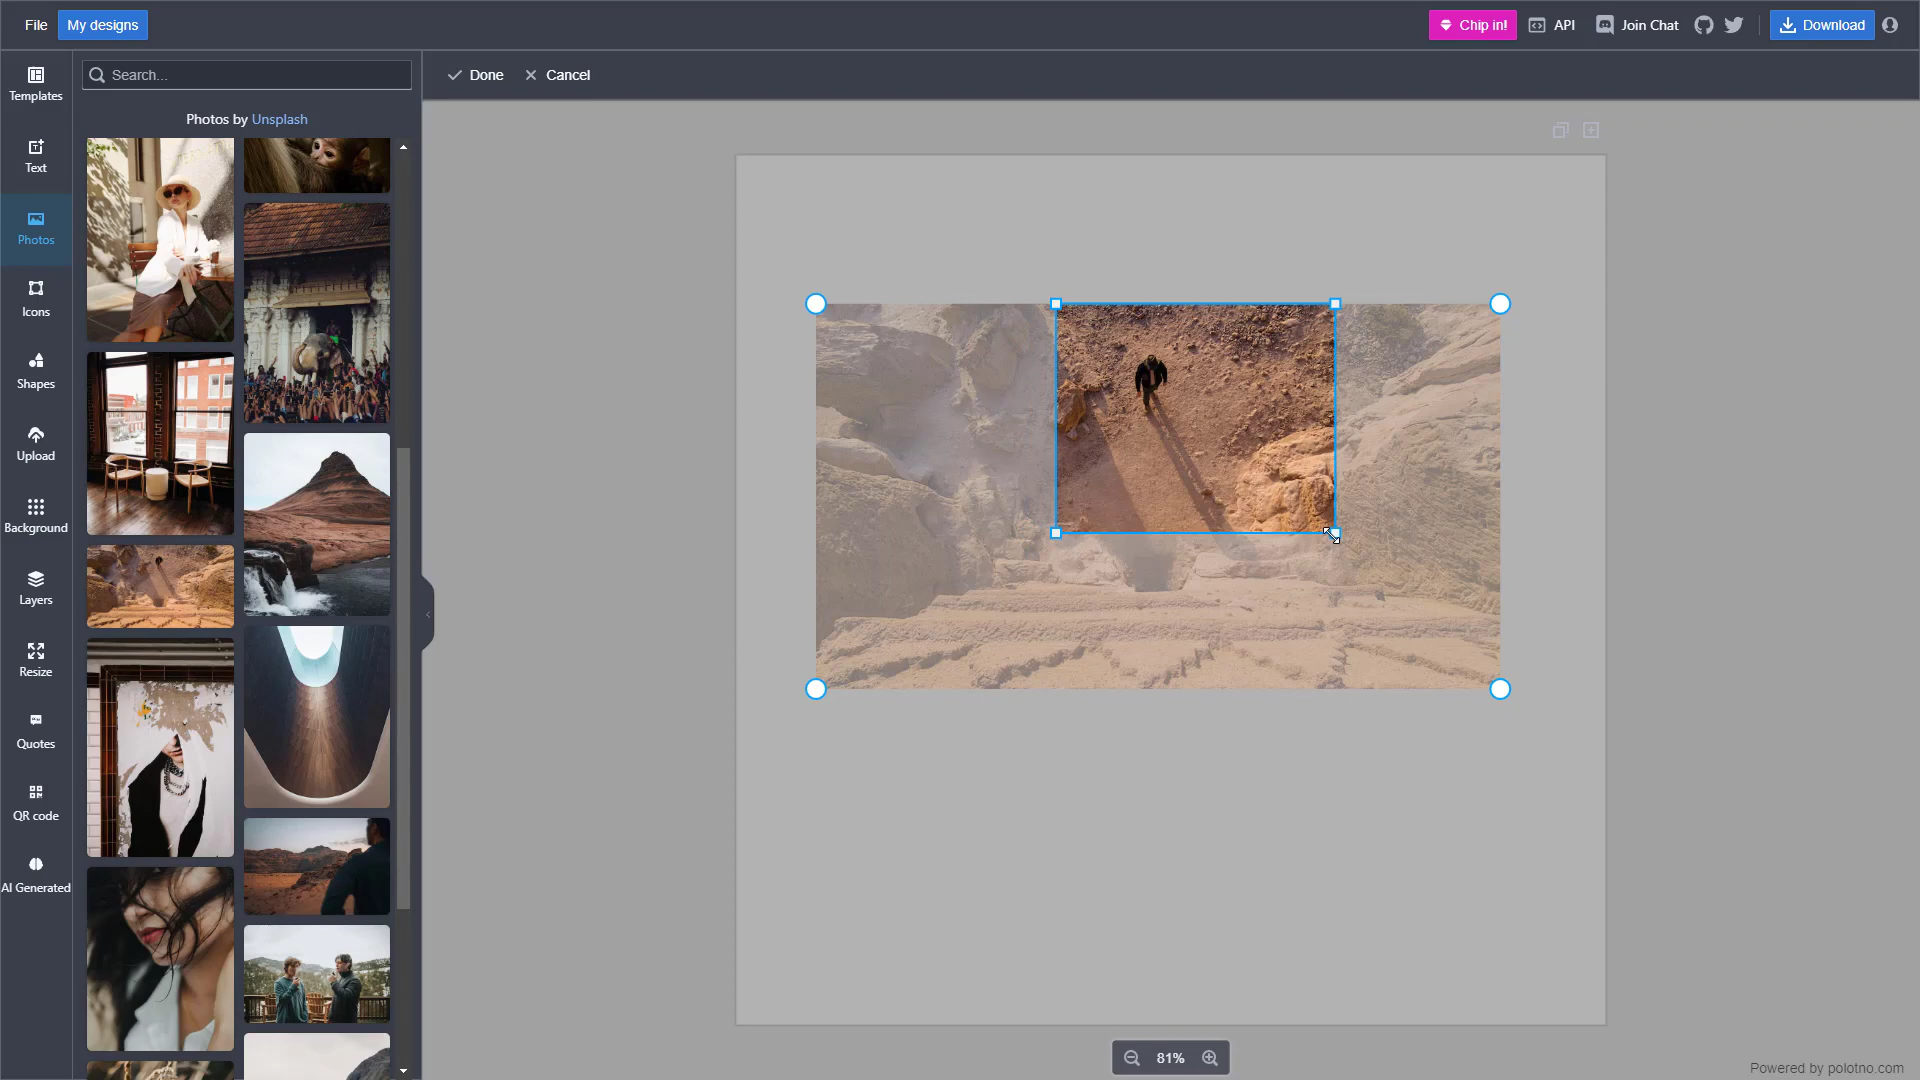 File
My designs
Chip in!
API
Join Chat
Download
Templates
Search...
Done
Cancel
Photos by Unsplash
Text
Photos
Icons
Shapes
Upload
Background
Layers
Resize
Quotes
QR code
AI Generated
81%
Powered by polotno.com